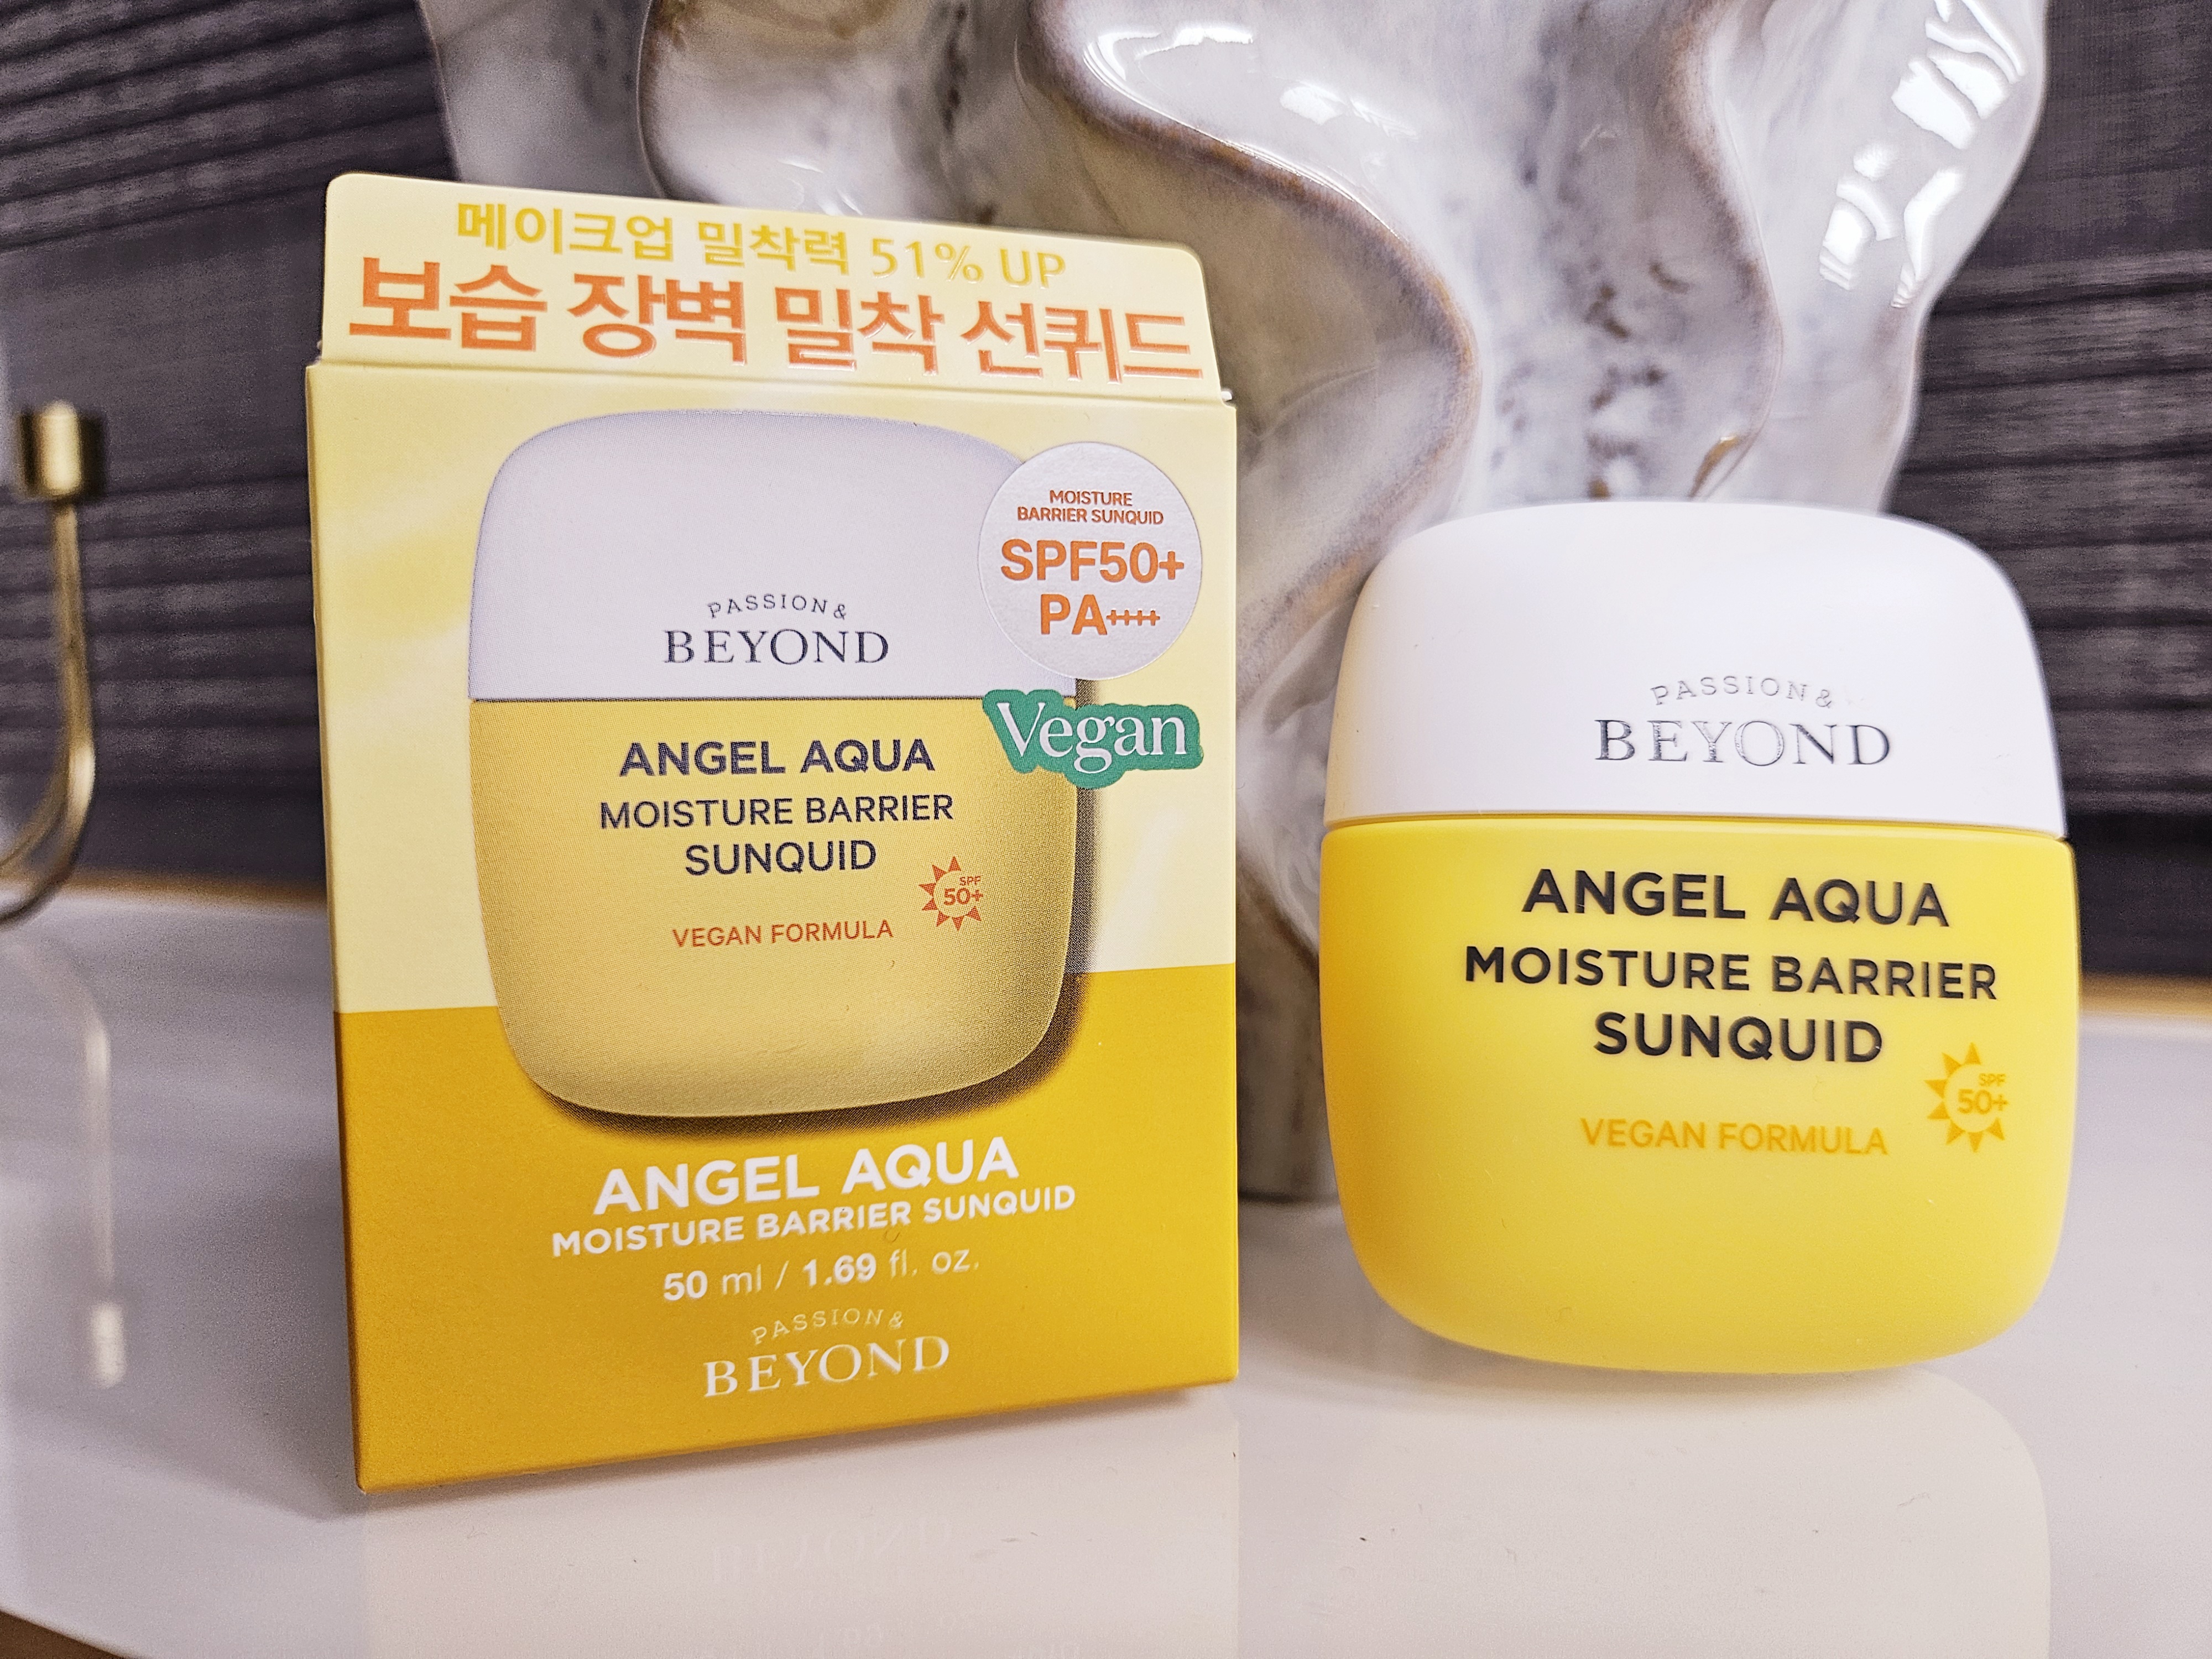 메이크업 밀착력 51% UP
보습 장벽 밀착 선퀴드
MOISTURE
BARRIER SUNQUID
SPF50+
PA++++
Vegan
PASSION &
BEYOND
ANGEL AQUA
MOISTURE BARRIER
SUNQUID
SPF
50+
VEGAN FORMULA
ANGEL AQUA
MOISTURE BARRIER SUNQUID
50 ml / 1.69 fl. oz.
PASSION &
BEYOND
PASSION &
BEYOND
ANGEL AQUA
MOISTURE BARRIER
SUNQUID
SPF
50+
VEGAN FORMULA